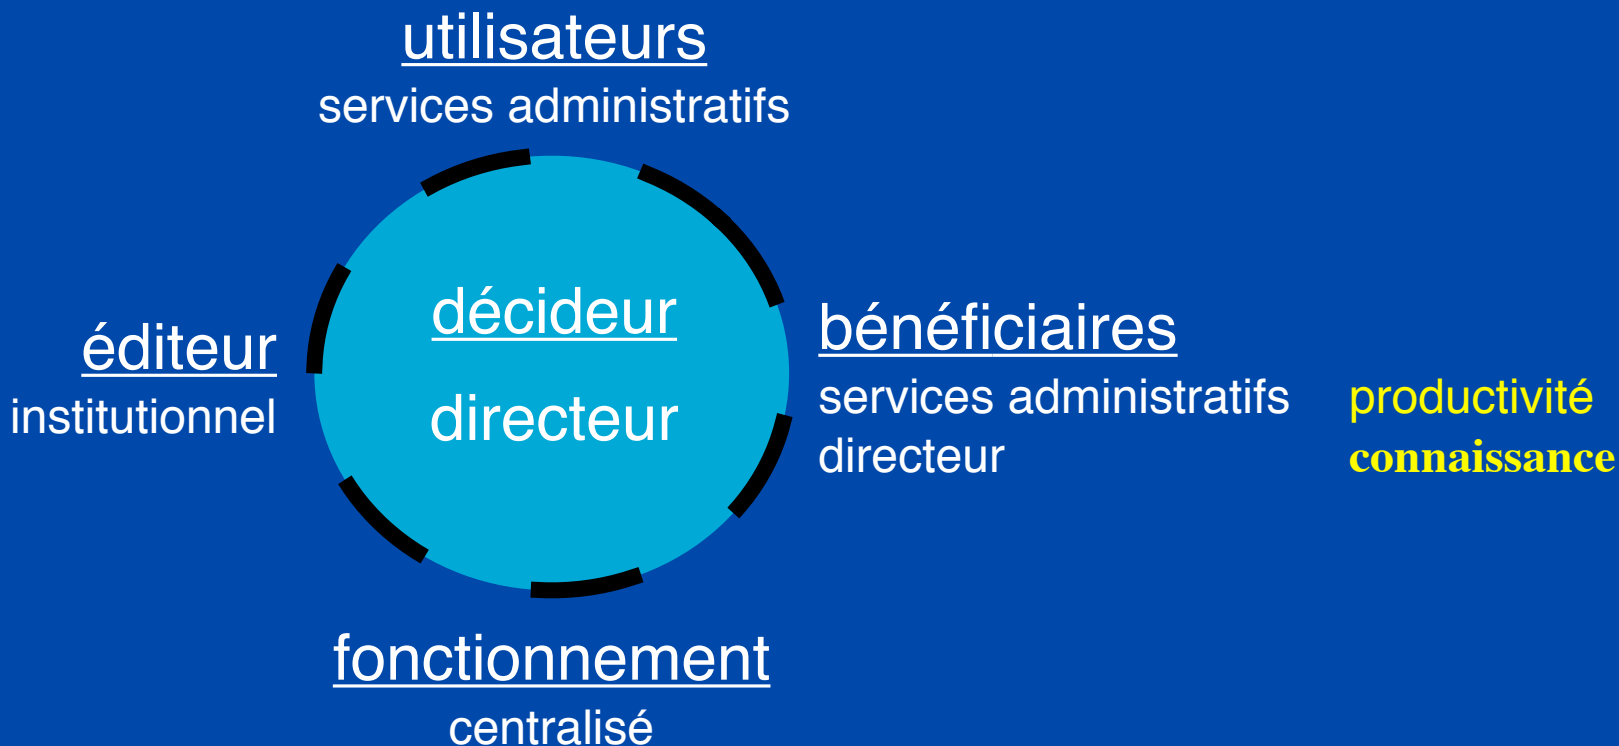 utilisateurs
services administratifs
décideur
directeur
éditeur
institutionnel
bénéficiaires
services administratifs productivité
directeur connaissance
fonctionnement
centralisé